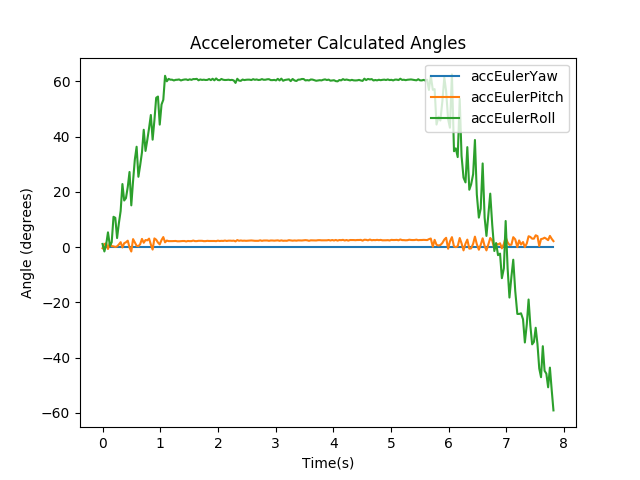 Accelerometer Calculated Angles
accEulerYaw
accEulerPitch
accEulerRoll
Angle (degrees)
60
40
20
0
−20
−40
−60
0 1 2 3 4 5 6 7 8
Time(s)